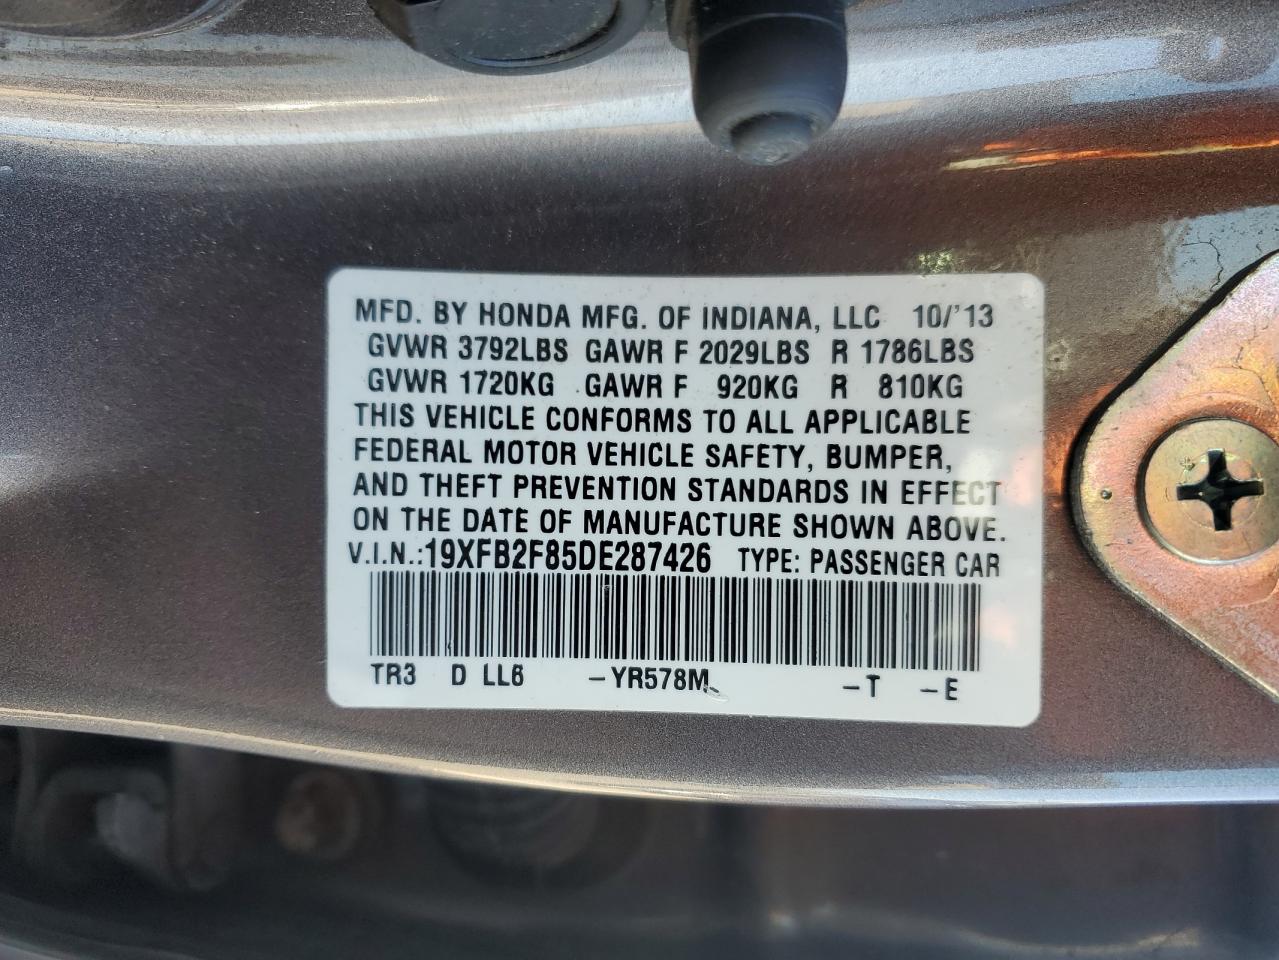 MFD. BY HONDA MFG. OF INDIANA, LLC 10/'13
GVWR 3792LBS GAWR F 2029LBS R 1786LBS
GVWR 1720KG GAWR F 920KG R 810KG
THIS VEHICLE CONFORMS TO ALL APPLICABLE
FEDERAL MOTOR VEHICLE SAFETY, BUMPER,
AND THEFT PREVENTION STANDARDS IN EFFECT
ON THE DATE OF MANUFACTURE SHOWN ABOVE.
V.I.N.:19XFB2F85DE287426 TYPE: PASSENGER CAR
TR3 D LL6 -YR578M -T -E